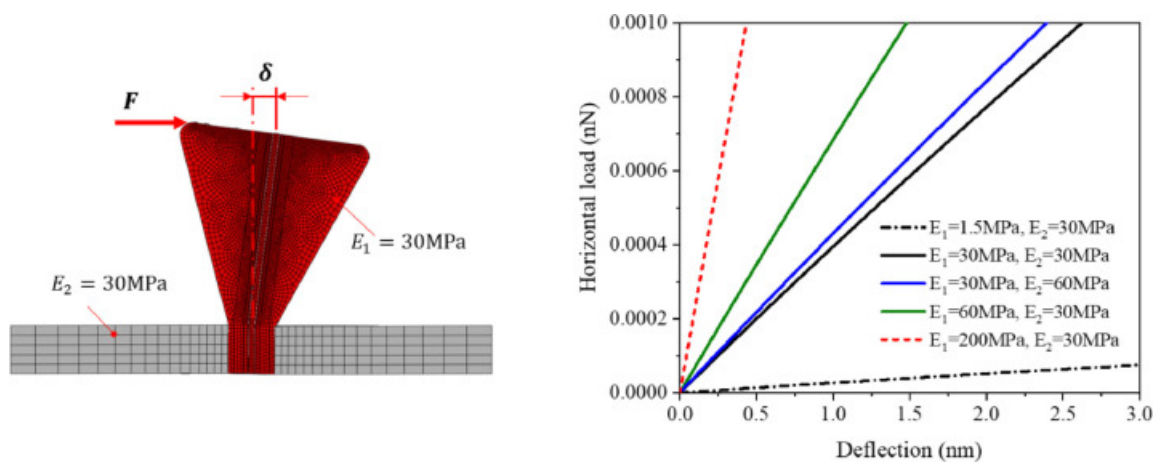 δ
F
E₁ = 30MPa
E₂ = 30MPa
Horizontal load (nN)
0.0010
0.0008
0.0006
0.0004
0.0002
0.0000
E₁=1.5MPa, E₂=30MPa
E₁=30MPa, E₂=30MPa
E₁=30MPa, E₂=60MPa
E₁=60MPa, E₂=30MPa
E₁=200MPa, E₂=30MPa
0.0 0.5 1.0 1.5 2.0 2.5 3.0
Deflection (nm)